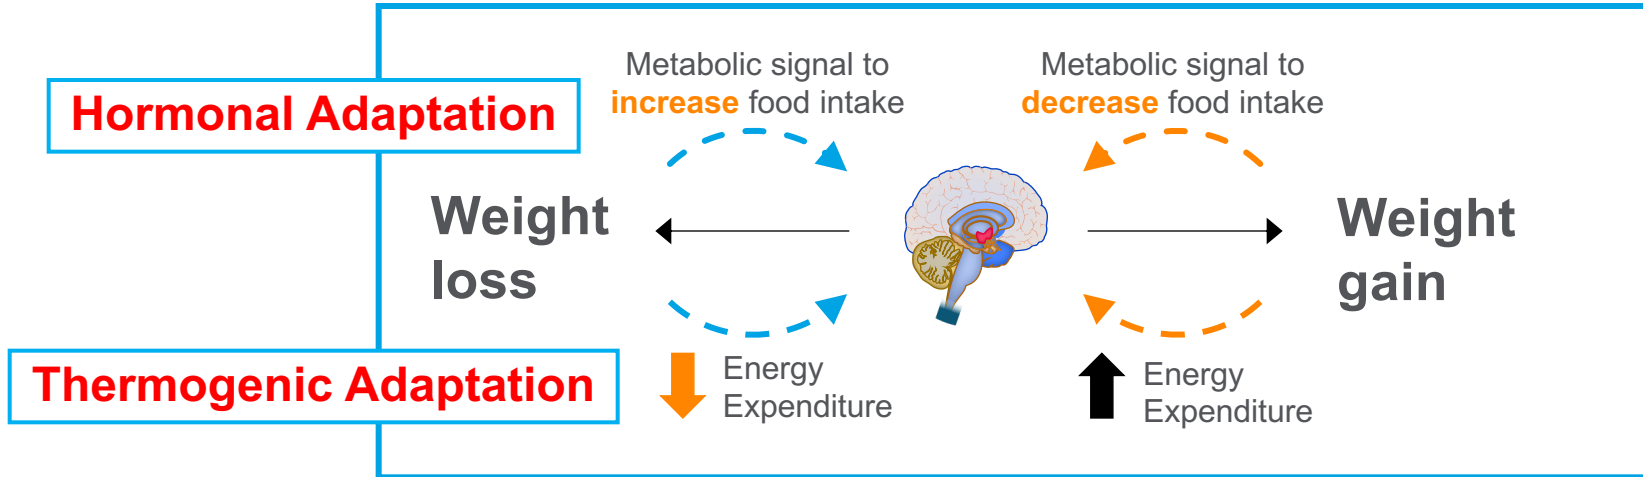 Metabolic signal to
increase food intake
Metabolic signal to
decrease food intake
Hormonal Adaptation
Weight
loss
Weight
gain
Thermogenic Adaptation
Energy
Expenditure
Energy
Expenditure